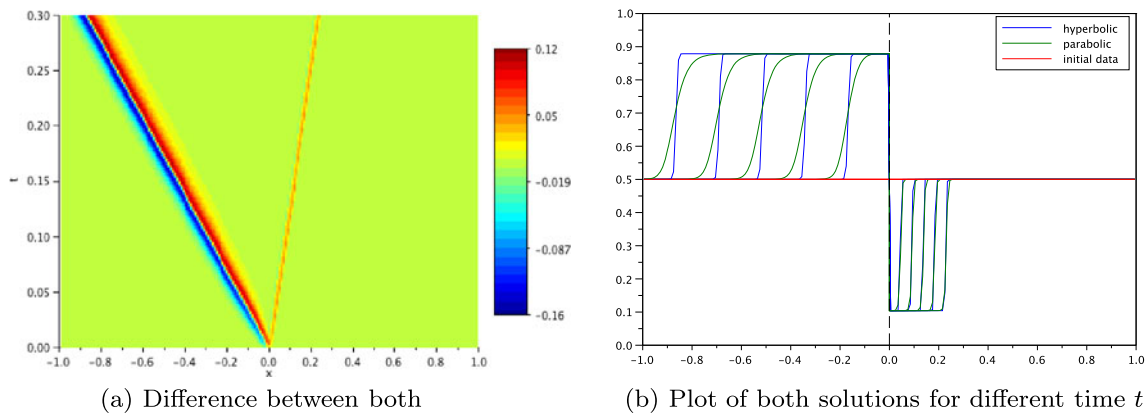 0.30
0.25
0.20
0.15
0.10
0.05
0.00
t
−1.0 −0.8 −0.6 −0.4 −0.2 0.0 0.2 0.4 0.6 0.8 1.0
x
0.12
0.05
−0.019
−0.087
−0.16
(a) Difference between both
1.0
0.9
0.8
0.7
0.6
0.5
0.4
0.3
0.2
0.1
0.0
−1.0 −0.8 −0.6 −0.4 −0.2 0.0 0.2 0.4 0.6 0.8 1.0
hyperbolic
parabolic
initial data
(b) Plot of both solutions for different time t